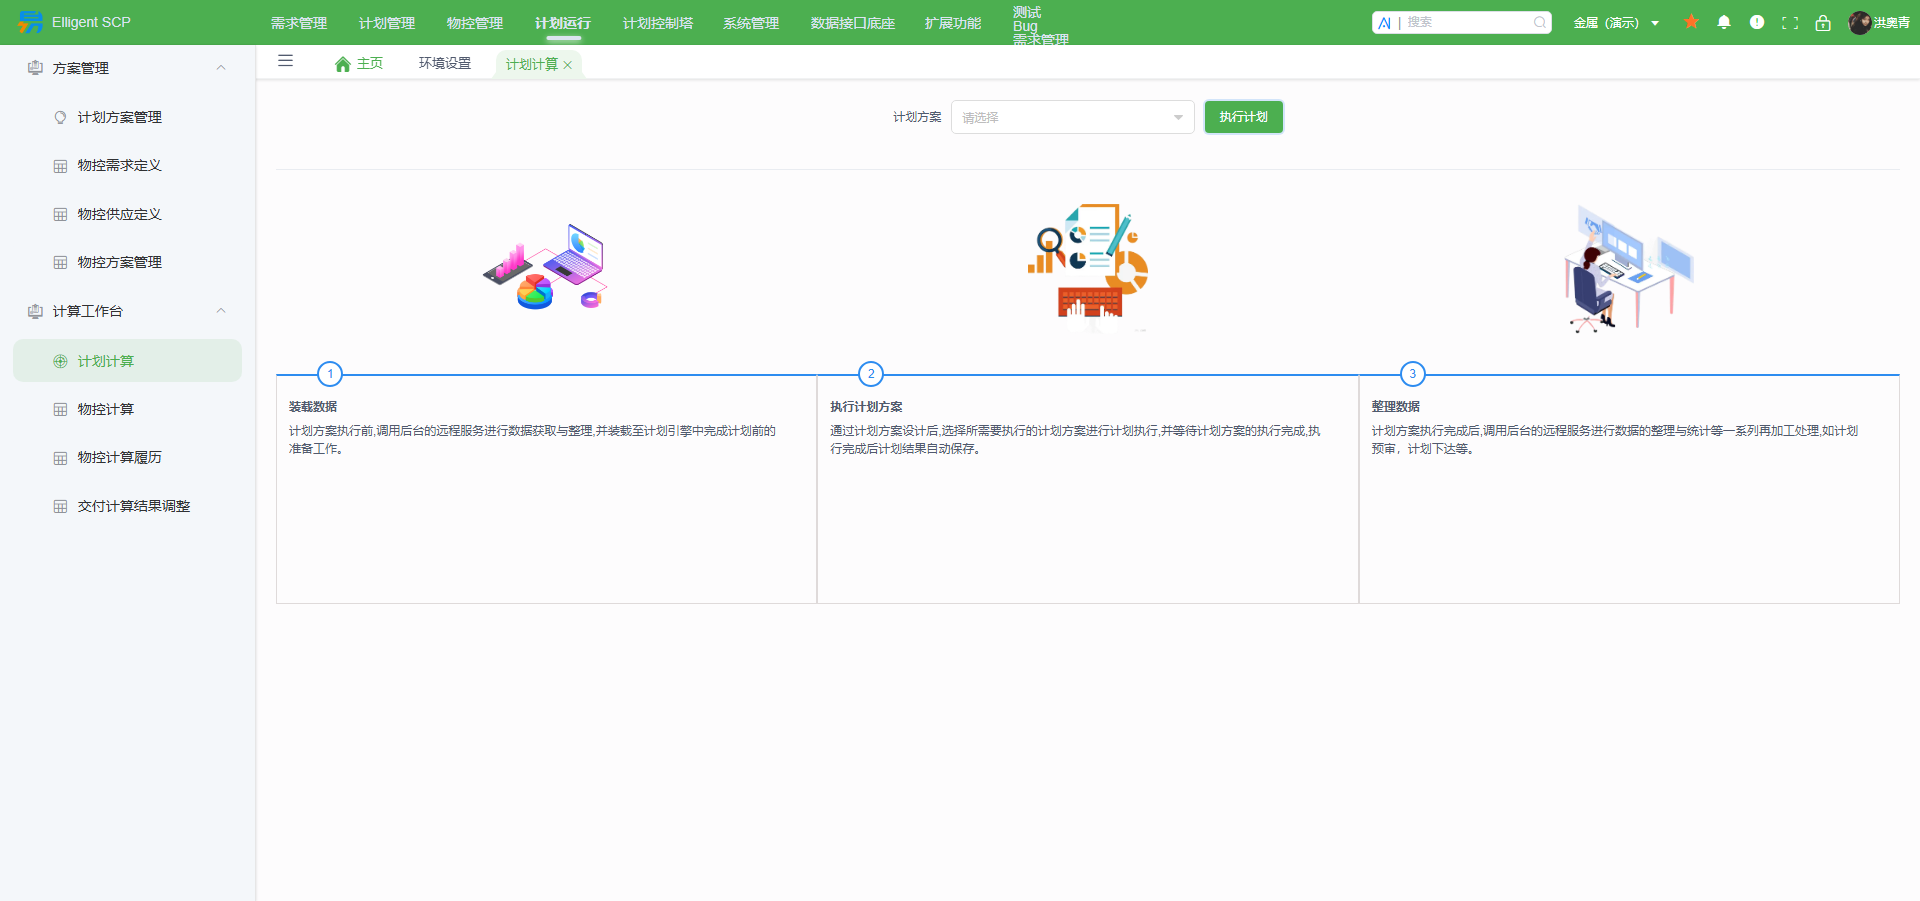 Elligent SCP
需求管理
计划管理
物控管理
计划运行
计划控制塔
系统管理
数据接口底座
扩展功能
测试
Bug
需求管理
搜索
金属（演示）
洪奥青
方案管理
计划方案管理
物控需求定义
物控供应定义
物控方案管理
计算工作台
计划计算
物控计算
物控计算履历
交付计算结果调整
主页
环境设置
计划计算
计划方案
请选择
执行计划
1
装载数据
计划方案执行前,调用后台的远程服务进行数据获取与整理,并装载至计划引擎中完成计划前的
准备工作。
2
执行计划方案
通过计划方案设计后,选择所需要执行的计划方案进行计划执行,并等待计划方案的执行完成,执
行完成后计划结果自动保存。
3
整理数据
计划方案执行完成后,调用后台的远程服务进行数据的整理与统计等一系列再加工处理,如计划
预审，计划下达等。